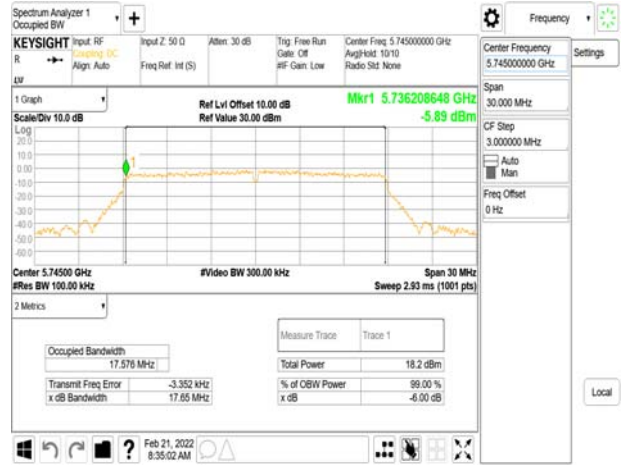 Spectrum Analyzer 1
Occupied BW
Frequency
KEYSIGHT
Input: RF
Coupling: DC
Align: Auto
Input Z: 50 Ω
Freq Ref: Int (S)
Atten: 30 dB
Trig: Free Run
Gate: Off
#IF Gain: Low
Center Freq: 5.745000000 GHz
Avg|Hold: 10/10
Radio Std: None
R
LW
Center Frequency
5.745000000 GHz
Settings
Span
30.000 MHz
CF Step
3.000000 MHz
Auto
Man
Freq Offset
0 Hz
Local
1 Graph
Scale/Div 10.0 dB
Ref Lvl Offset 10.00 dB
Ref Value 30.00 dBm
Mkr1 5.736208648 GHz
-5.89 dBm
Log
20.0
10.0
0.00
-10.0
-20.0
-30.0
-40.0
-50.0
-60.0
1
Center 5.74500 GHz
#Res BW 100.00 kHz
#Video BW 300.00 kHz
Span 30 MHz
Sweep 2.93 ms (1001 pts)
2 Metrics
Measure Trace Trace 1
Occupied Bandwidth
17.576 MHz
Total Power 18.2 dBm
Transmit Freq Error -3.352 kHz
% of OBW Power 99.00 %
x dB Bandwidth 17.65 MHz
x dB -6.00 dB
?
Feb 21, 2022
8:35:02 AM